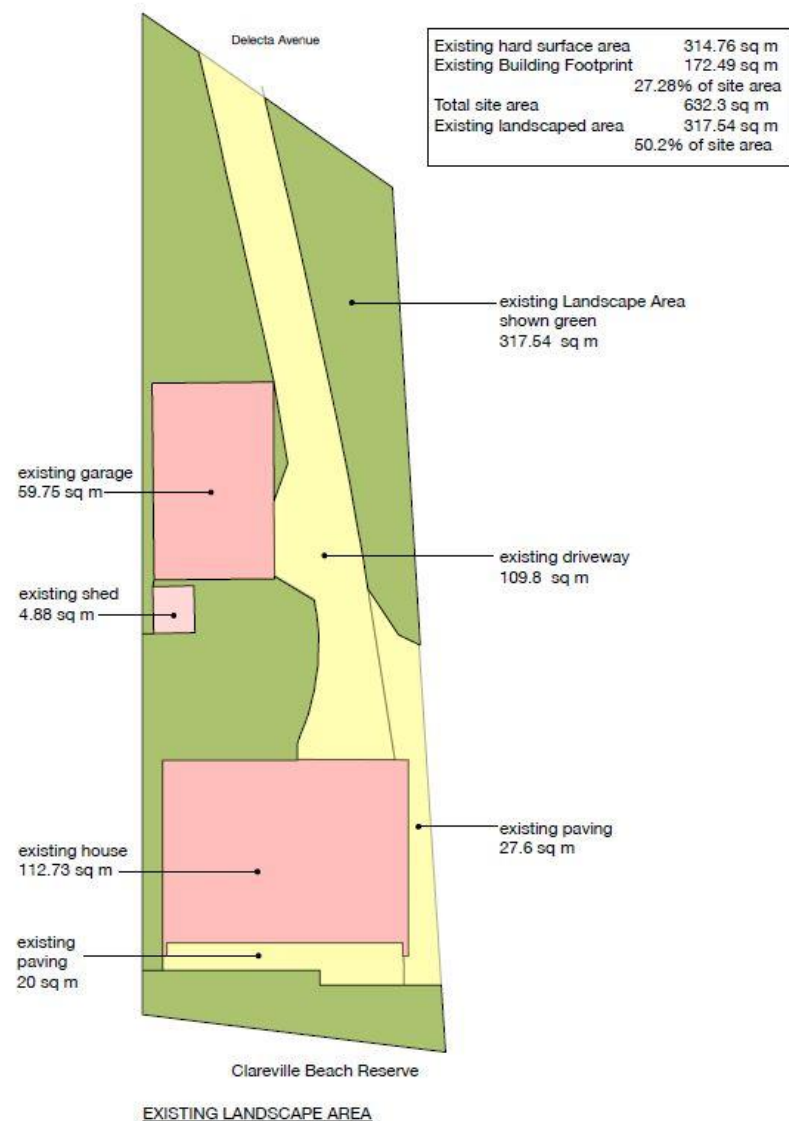 Delecta Avenue
Existing hard surface area 314.76 sq m
Existing Building Footprint 172.49 sq m
27.28% of site area
Total site area 632.3 sq m
Existing landscaped area 317.54 sq m
50.2% of site area
existing Landscape Area
shown green
317.54 sq m
existing garage
59.75 sq m
existing driveway
109.8 sq m
existing shed
4.88 sq m
existing paving
27.6 sq m
existing house
112.73 sq m
existing
paving
20 sq m
Clareville Beach Reserve
EXISTING LANDSCAPE AREA